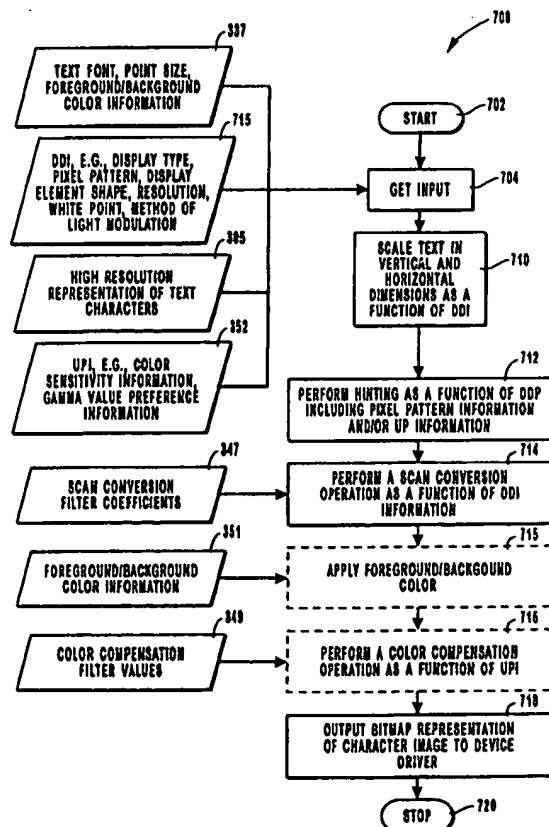 700
337
TEXT FONT, POINT SIZE,
FOREGROUND/BACKGROUND
COLOR INFORMATION
715
DDI, E.G., DISPLAY TYPE,
PIXEL PATTERN, DISPLAY
ELEMENT SHAPE, RESOLUTION,
WHITE POINT, METHOD OF
LIGHT MODULATION
305
HIGH RESOLUTION
REPRESENTATION OF TEXT
CHARACTERS
352
UPI, E.G., COLOR
SENSITIVITY INFORMATION,
GAMMA VALUE PREFERENCE
INFORMATION
START
702
GET INPUT
704
SCALE TEXT IN
VERTICAL AND
HORIZONTAL
DIMENSIONS AS A
FUNCTION OF DDI
710
712
PERFORM HINTING AS A FUNCTION OF DDP
INCLUDING PIXEL PATTERN INFORMATION
AND/OR UP INFORMATION
347
SCAN CONVERSION
FILTER COEFFICIENTS
714
PERFORM A SCAN CONVERSION
OPERATION AS A FUNCTION OF DDI
INFORMATION
351
FOREGROUND/BACKGROUND
COLOR INFORMATION
715
APPLY FOREGROUND/BACKGOUND
COLOR
349
COLOR COMPENSATION
FILTER VALUES
716
PERFORM A COLOR COMPENSATION
OPERATION AS A FUNCTION OF UPI
718
OUTPUT BITMAP REPRESENTATION
OF CHARACTER IMAGE TO DEVICE
DRIVER
STOP
720